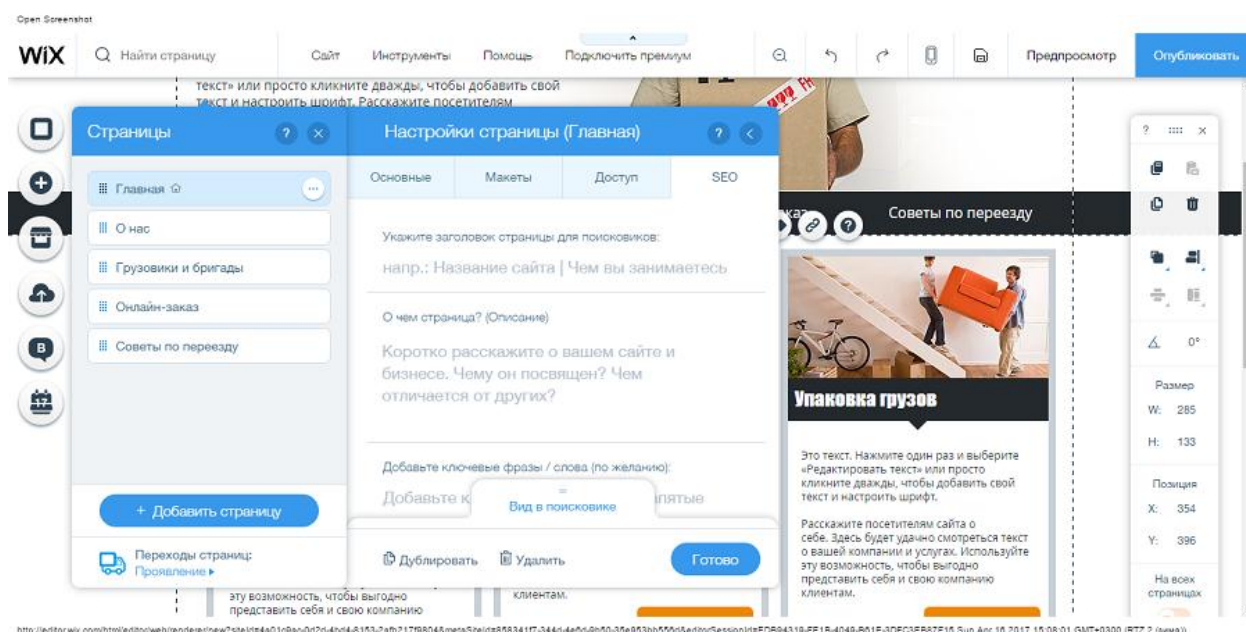 Open Screenshot
WiX
Найти страницу
Сайт
Инструменты
Помощь
Подключить премиум
Предпросмотр
Опубликовать
текст» или просто кликните дважды, чтобы добавить свой
текст и настроить шрифт. Расскажите посетителям
Страницы
?
Настройки страницы (Главная)
?
Главная
О нас
Грузовики и бригады
Онлайн-заказ
Советы по переезду
+ Добавить страницу
Переходы страниц:
Проявление
Основные
Макеты
Доступ
SEO
Укажите заголовок страницы для поисковиков:
напр.: Название сайта | Чем вы занимаетесь
О чем страница? (Описание)
Коротко расскажите о вашем сайте и
бизнесе. Чему он посвящен? Чем
отличается от других?
Добавьте ключевые фразы / слова (по желанию):
Добавьте
Вид в поисковике
Дублировать
Удалить
Готово
B
17
Советы по переезду
?
Упаковка грузов
Это текст. Нажмите один раз и выберите
«Редактировать текст» или просто
кликните дважды, чтобы добавить свой
текст и настроить шрифт.
Расскажите посетителям сайта о
себе. Здесь будет удачно смотреться текст
о вашей компании и услугах. Используйте
эту возможность, чтобы выгодно
представить себя и свою компанию
клиентам.
эту возможность, чтобы выгодно
представить себя и свою компанию
клиентам.
?
0°
Размер
W: 285
H: 133
Позиция
X: 354
Y: 396
На всех
страницах